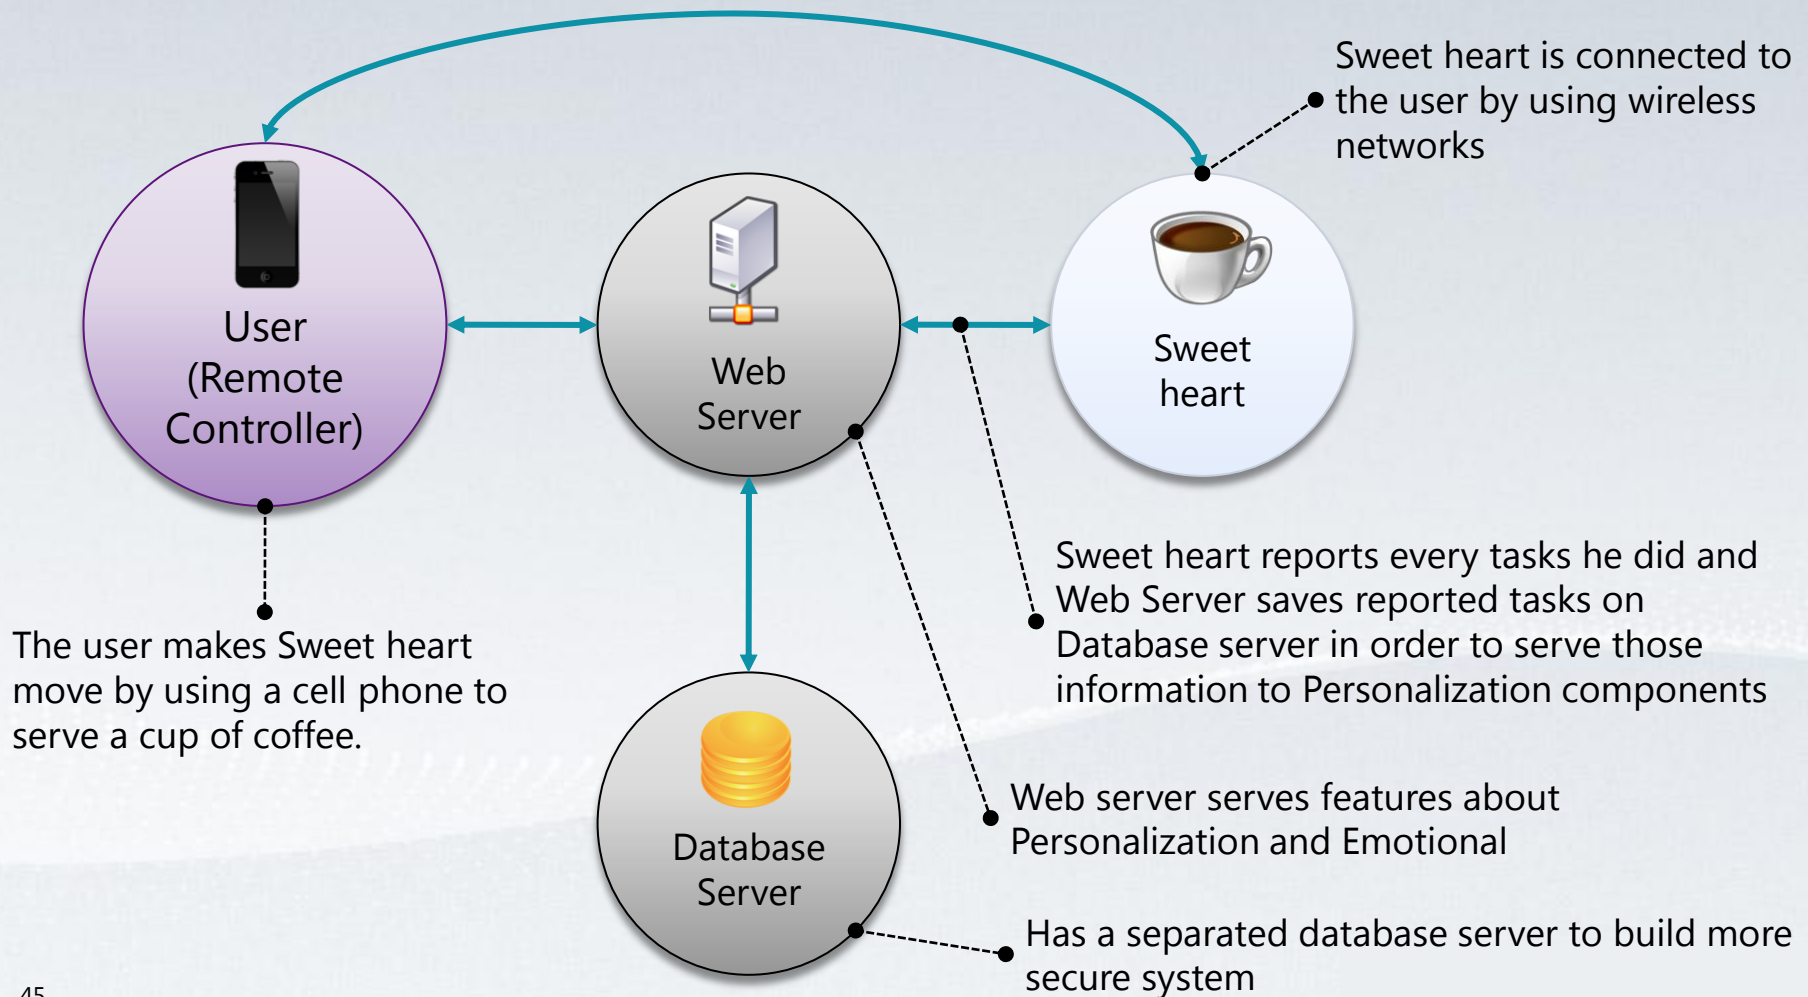 Sweet heart is connected to
the user by using wireless
networks
User
(Remote
Controller)
Web
Server
Sweet
heart
The user makes Sweet heart
move by using a cell phone to
serve a cup of coffee.
Sweet heart reports every tasks he did and
Web Server saves reported tasks on
Database server in order to serve those
information to Personalization components
Database
Server
Web server serves features about
Personalization and Emotional
Has a separated database server to build more
secure system
45